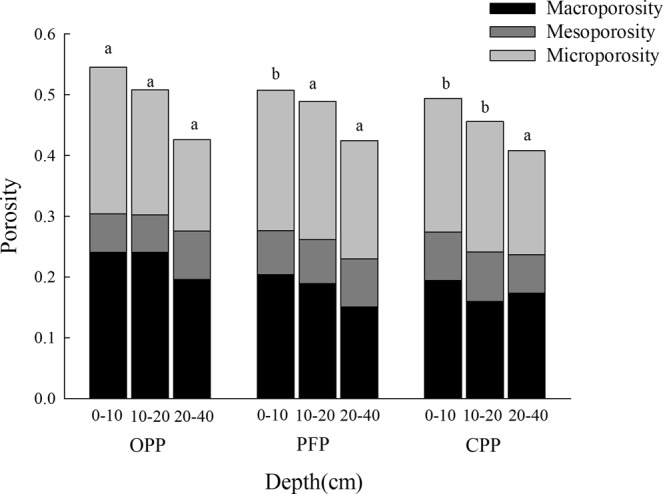 Macroporosity
Mesoporosity
Microporosity
0.6
0.5
0.4
0.3
0.2
0.1
0.0
Porosity
a
a
a
b
a
a
b
b
a
0-10 10-20 20-40 0-10 10-20 20-40 0-10 10-20 20-40
OPP PFP CPP
Depth(cm)